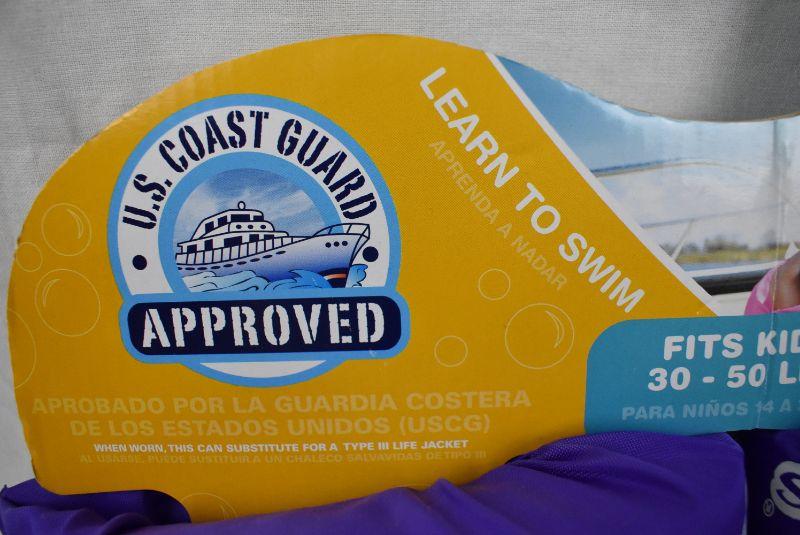 U.S. COAST GUARD
APPROVED
LEARN TO SWIM
APRENDA A NADAR
APROBADO POR LA GUARDIA COSTERA
DE LOS ESTADOS UNIDOS (USCG)
WHEN WORN, THIS CAN SUBSTITUTE FOR A TYPE III LIFE JACKET
AL USARSE, PUEDE SUSTITUIR A UN CHALECO SALVAVIDAS DE TIPO III
FITS KID
30 - 50 L
PARA NIÑOS 14 A